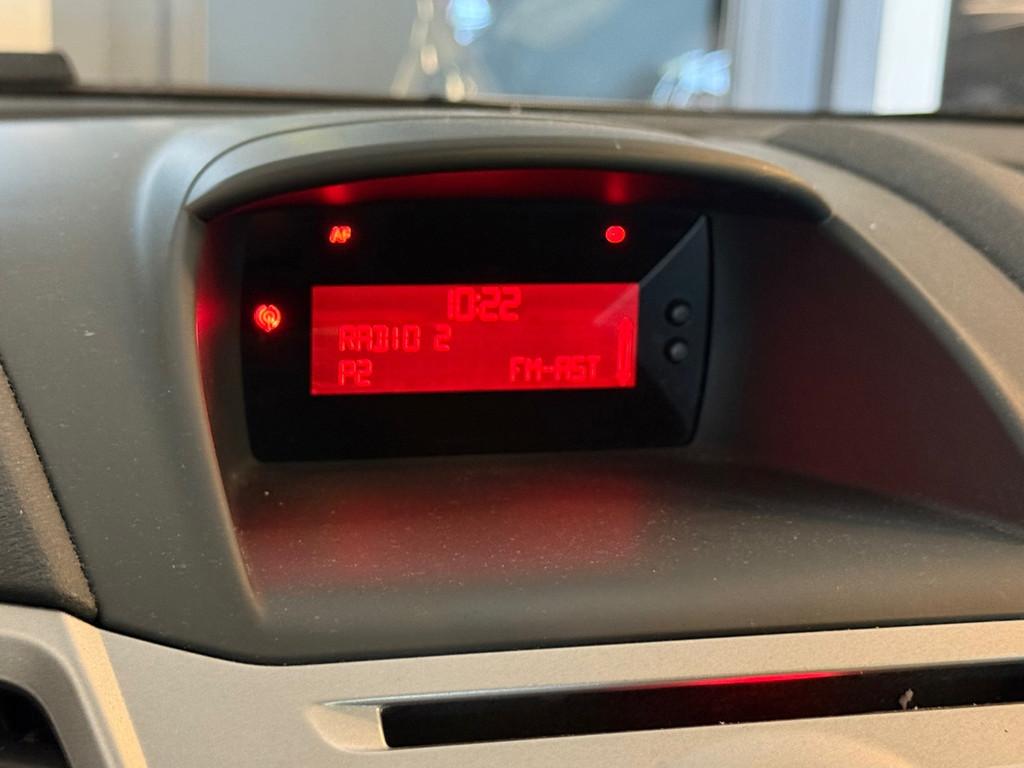 AF
10:22
RADIO 2
P2 FM-AST